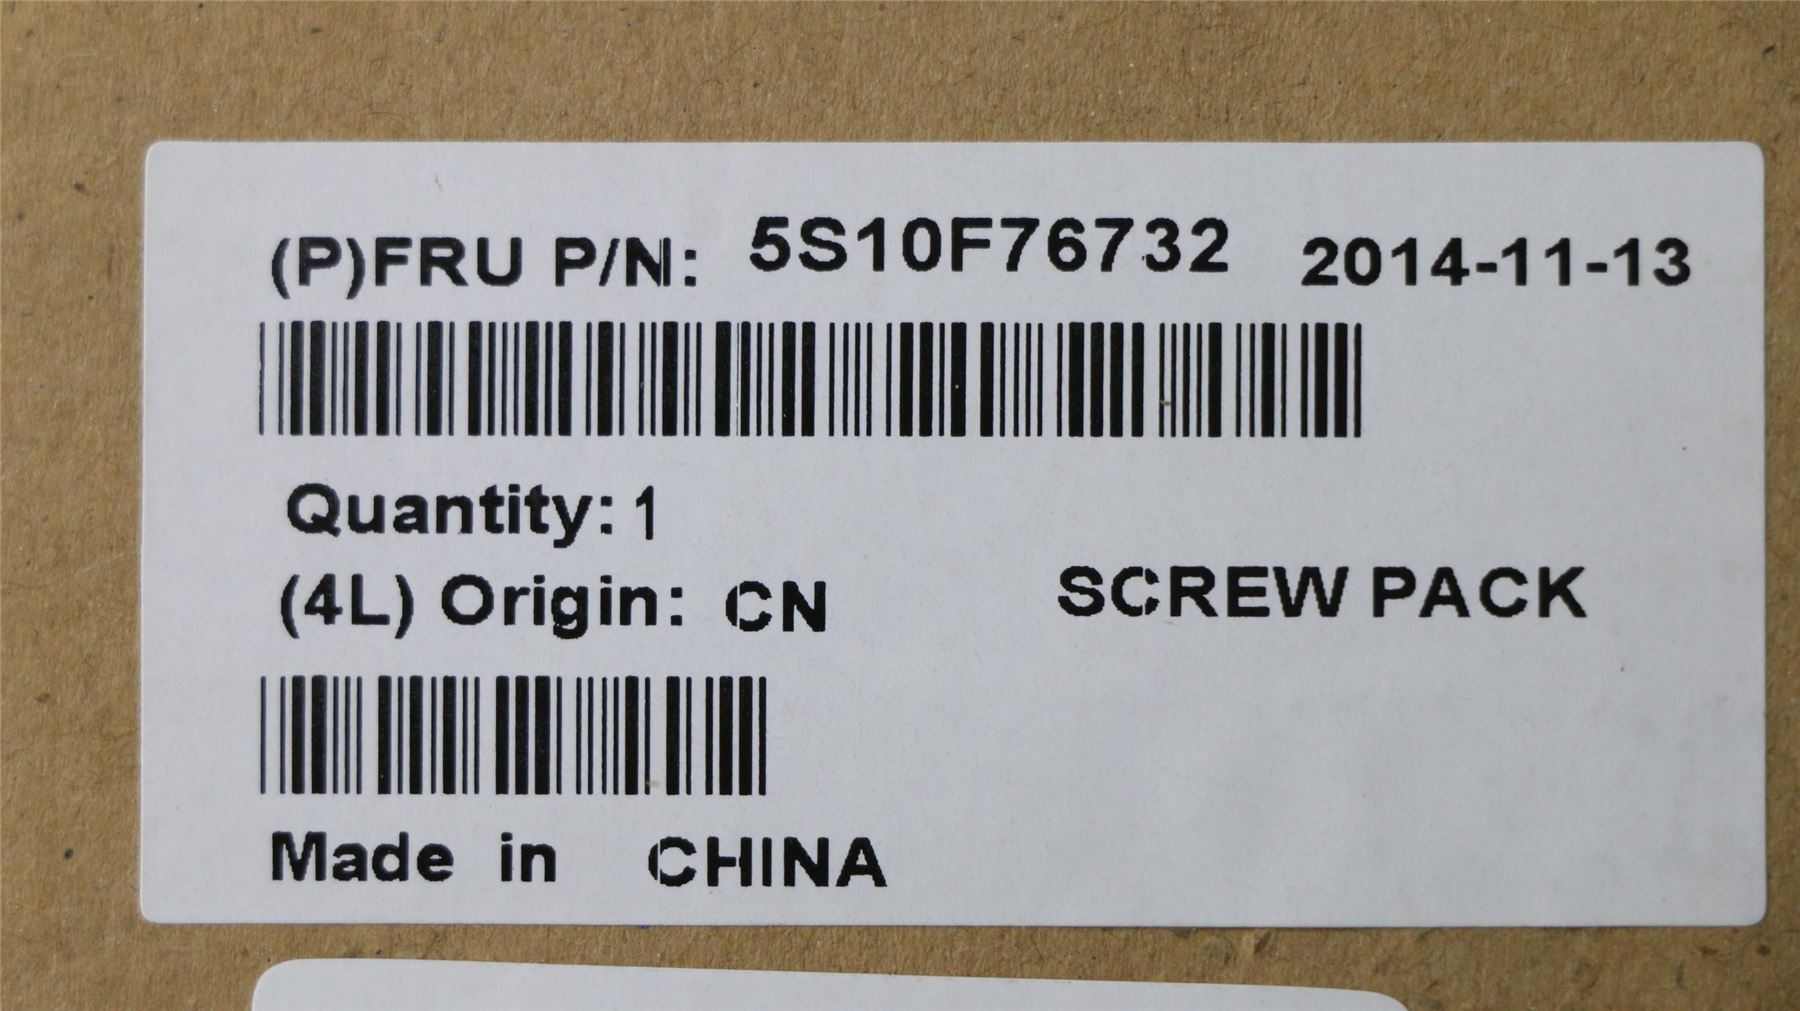 (P)FRU P/N: 5S10F76732 2014-11-13
Quantity: 1
(4L) Origin: CN SCREW PACK
Made in CHINA